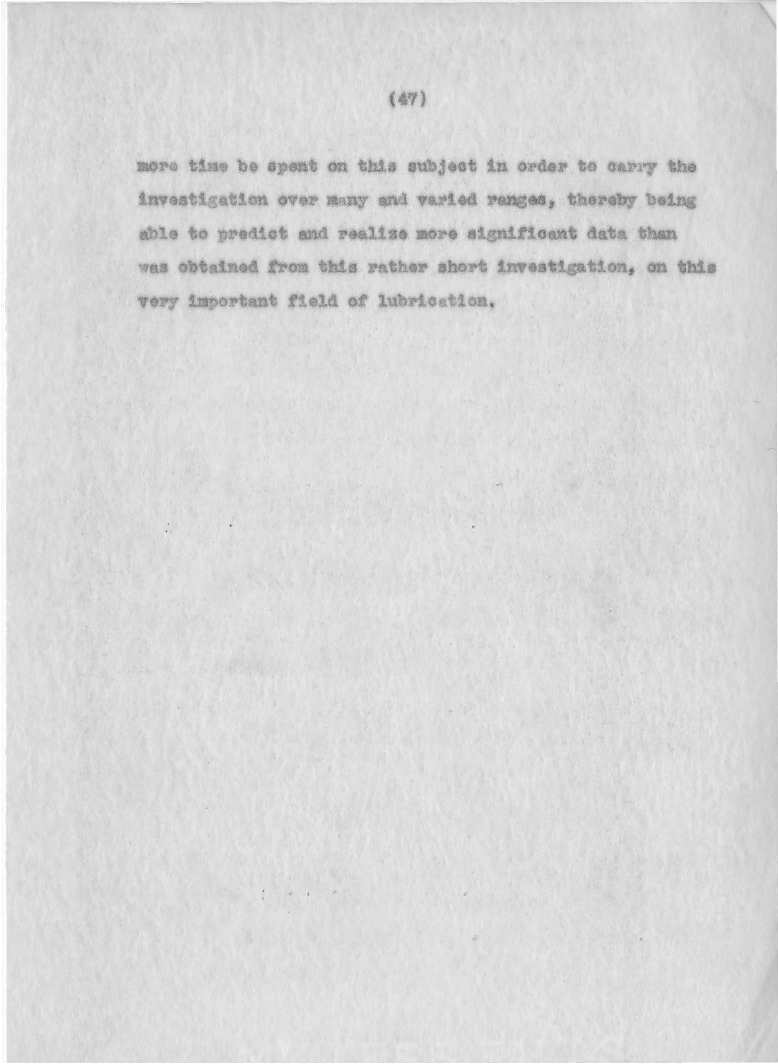 (47)
more time be spent on this subject in order to carry the
investigation over many and varied ranges, thereby being
able to predict and realize more significant data than
was obtained from this rather short investigation, on this
very important field of lubrication.